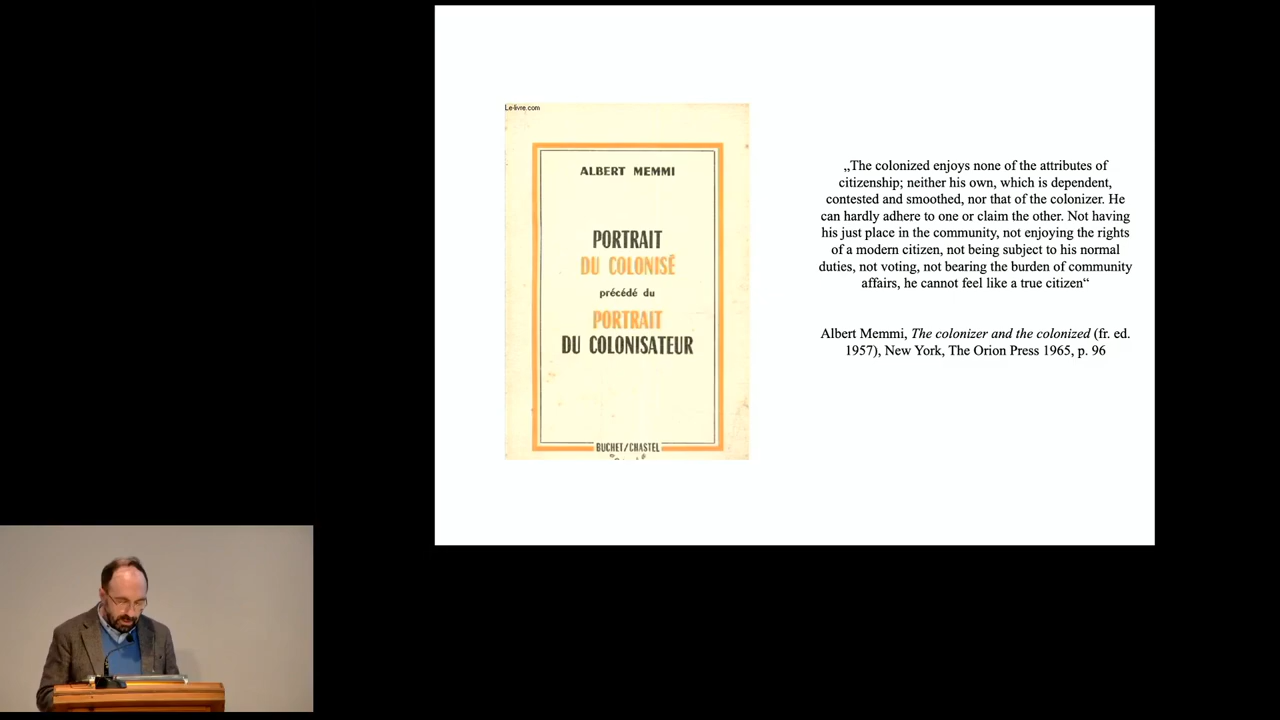 Le-livre.com
ALBERT MEMMI
PORTRAIT
DU COLONISÉ
précédé du
PORTRAIT
DU COLONISATEUR
BUCHET/CHASTEL
„The colonized enjoys none of the attributes of
citizenship; neither his own, which is dependent,
contested and smoothed, nor that of the colonizer. He
can hardly adhere to one or claim the other. Not having
his just place in the community, not enjoying the rights
of a modern citizen, not being subject to his normal
duties, not voting, not bearing the burden of community
affairs, he cannot feel like a true citizen“
Albert Memmi, The colonizer and the colonized (fr. ed.
1957), New York, The Orion Press 1965, p. 96